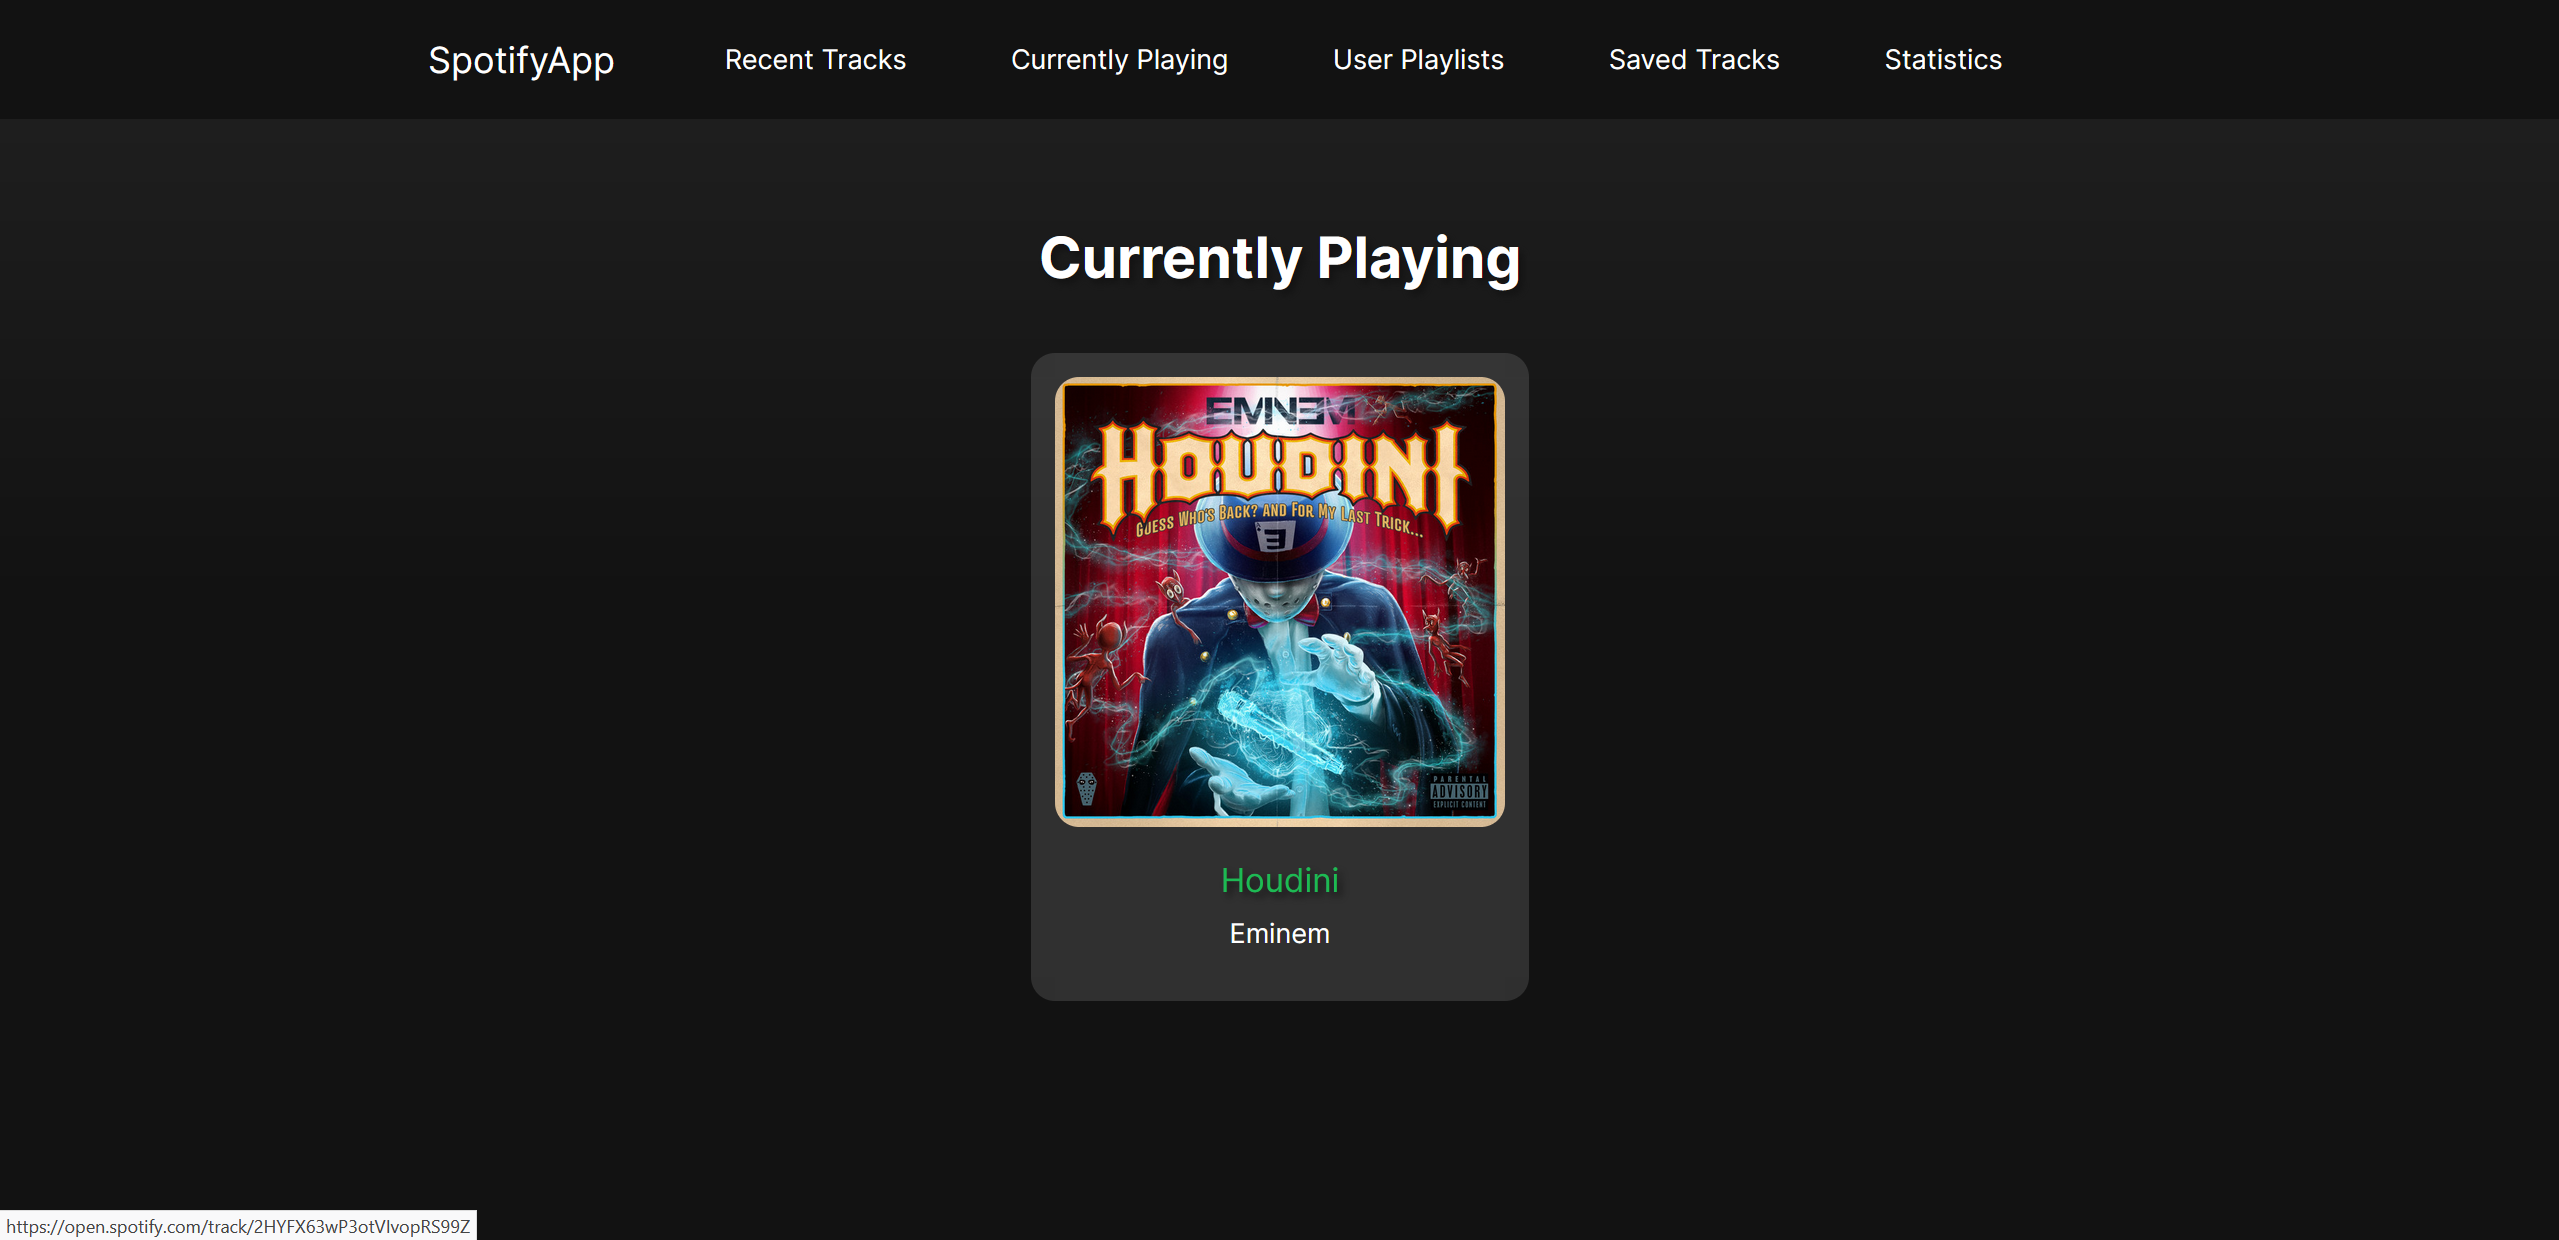 SpotifyApp
Recent Tracks
Currently Playing
User Playlists
Saved Tracks
Statistics
Currently Playing
EMINEM
HOUDINI
GUESS WHO'S BACK? AND FOR MY LAST TRICK...
E
PARENTAL
ADVISORY
EXPLICIT CONTENT
Houdini
Eminem
https://open.spotify.com/track/2HYFX63wP3otVIvopRS99Z